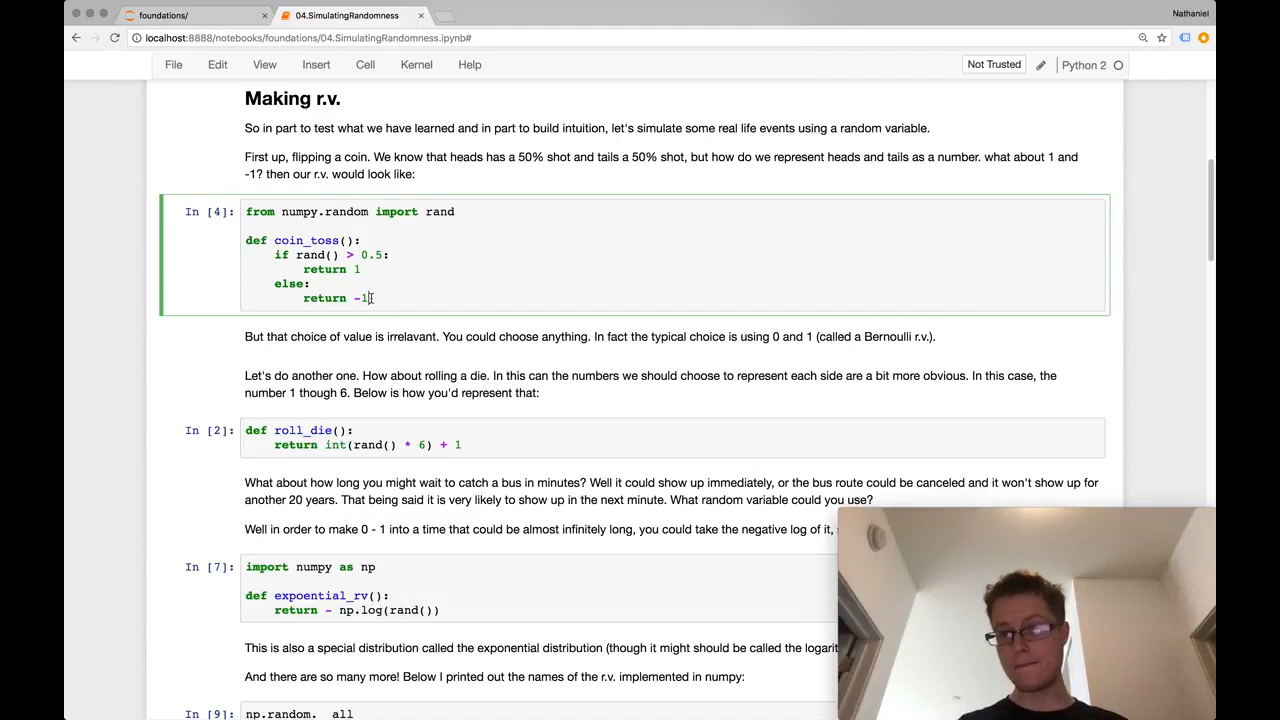 foundations/
04.SimulatingRandomness
Nathaniel
localhost:8888/notebooks/foundations/04.SimulatingRandomness.ipynb#
File Edit View Insert Cell Kernel Help
Not Trusted
Python 2
Making r.v.
So in part to test what we have learned and in part to build intuition, let's simulate some real life events using a random variable.
First up, flipping a coin. We know that heads has a 50% shot and tails a 50% shot, but how do we represent heads and tails as a number. what about 1 and
-1? then our r.v. would look like:
In [4]: from numpy.random import rand
def coin_toss():
if rand() > 0.5:
return 1
else:
return -1
But that choice of value is irrelavant. You could choose anything. In fact the typical choice is using 0 and 1 (called a Bernoulli r.v.).
Let's do another one. How about rolling a die. In this can the numbers we should choose to represent each side are a bit more obvious. In this case, the
number 1 though 6. Below is how you'd represent that:
In [2]: def roll_die():
return int(rand() * 6) + 1
What about how long you might wait to catch a bus in minutes? Well it could show up immediately, or the bus route could be canceled and it won't show up for
another 20 years. That being said it is very likely to show up in the next minute. What random variable could you use?
Well in order to make 0 - 1 into a time that could be almost infinitely long, you could take the negative log of it,
In [7]: import numpy as np
def expoential_rv():
return - np.log(rand())
This is also a special distribution called the exponential distribution (though it might should be called the logarit
And there are so many more! Below I printed out the names of the r.v. implemented in numpy:
In [9]: np.random.__all__